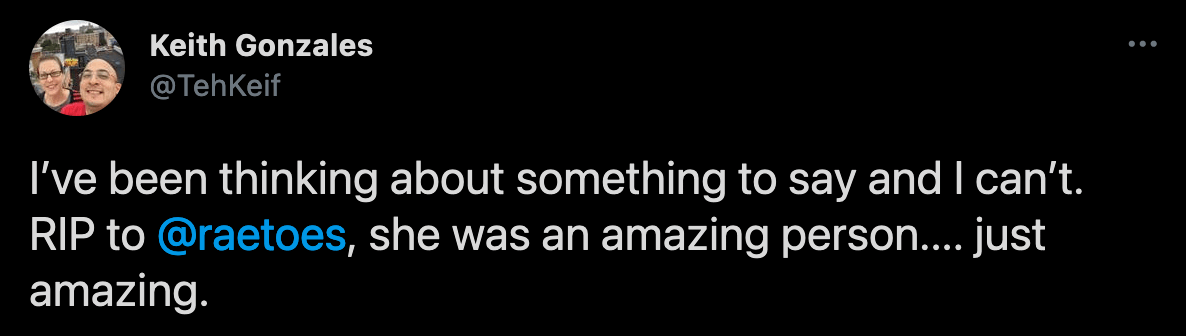 Keith Gonzales
@TehKeif
I’ve been thinking about something to say and I can’t.
RIP to @raetoes, she was an amazing person.... just
amazing.